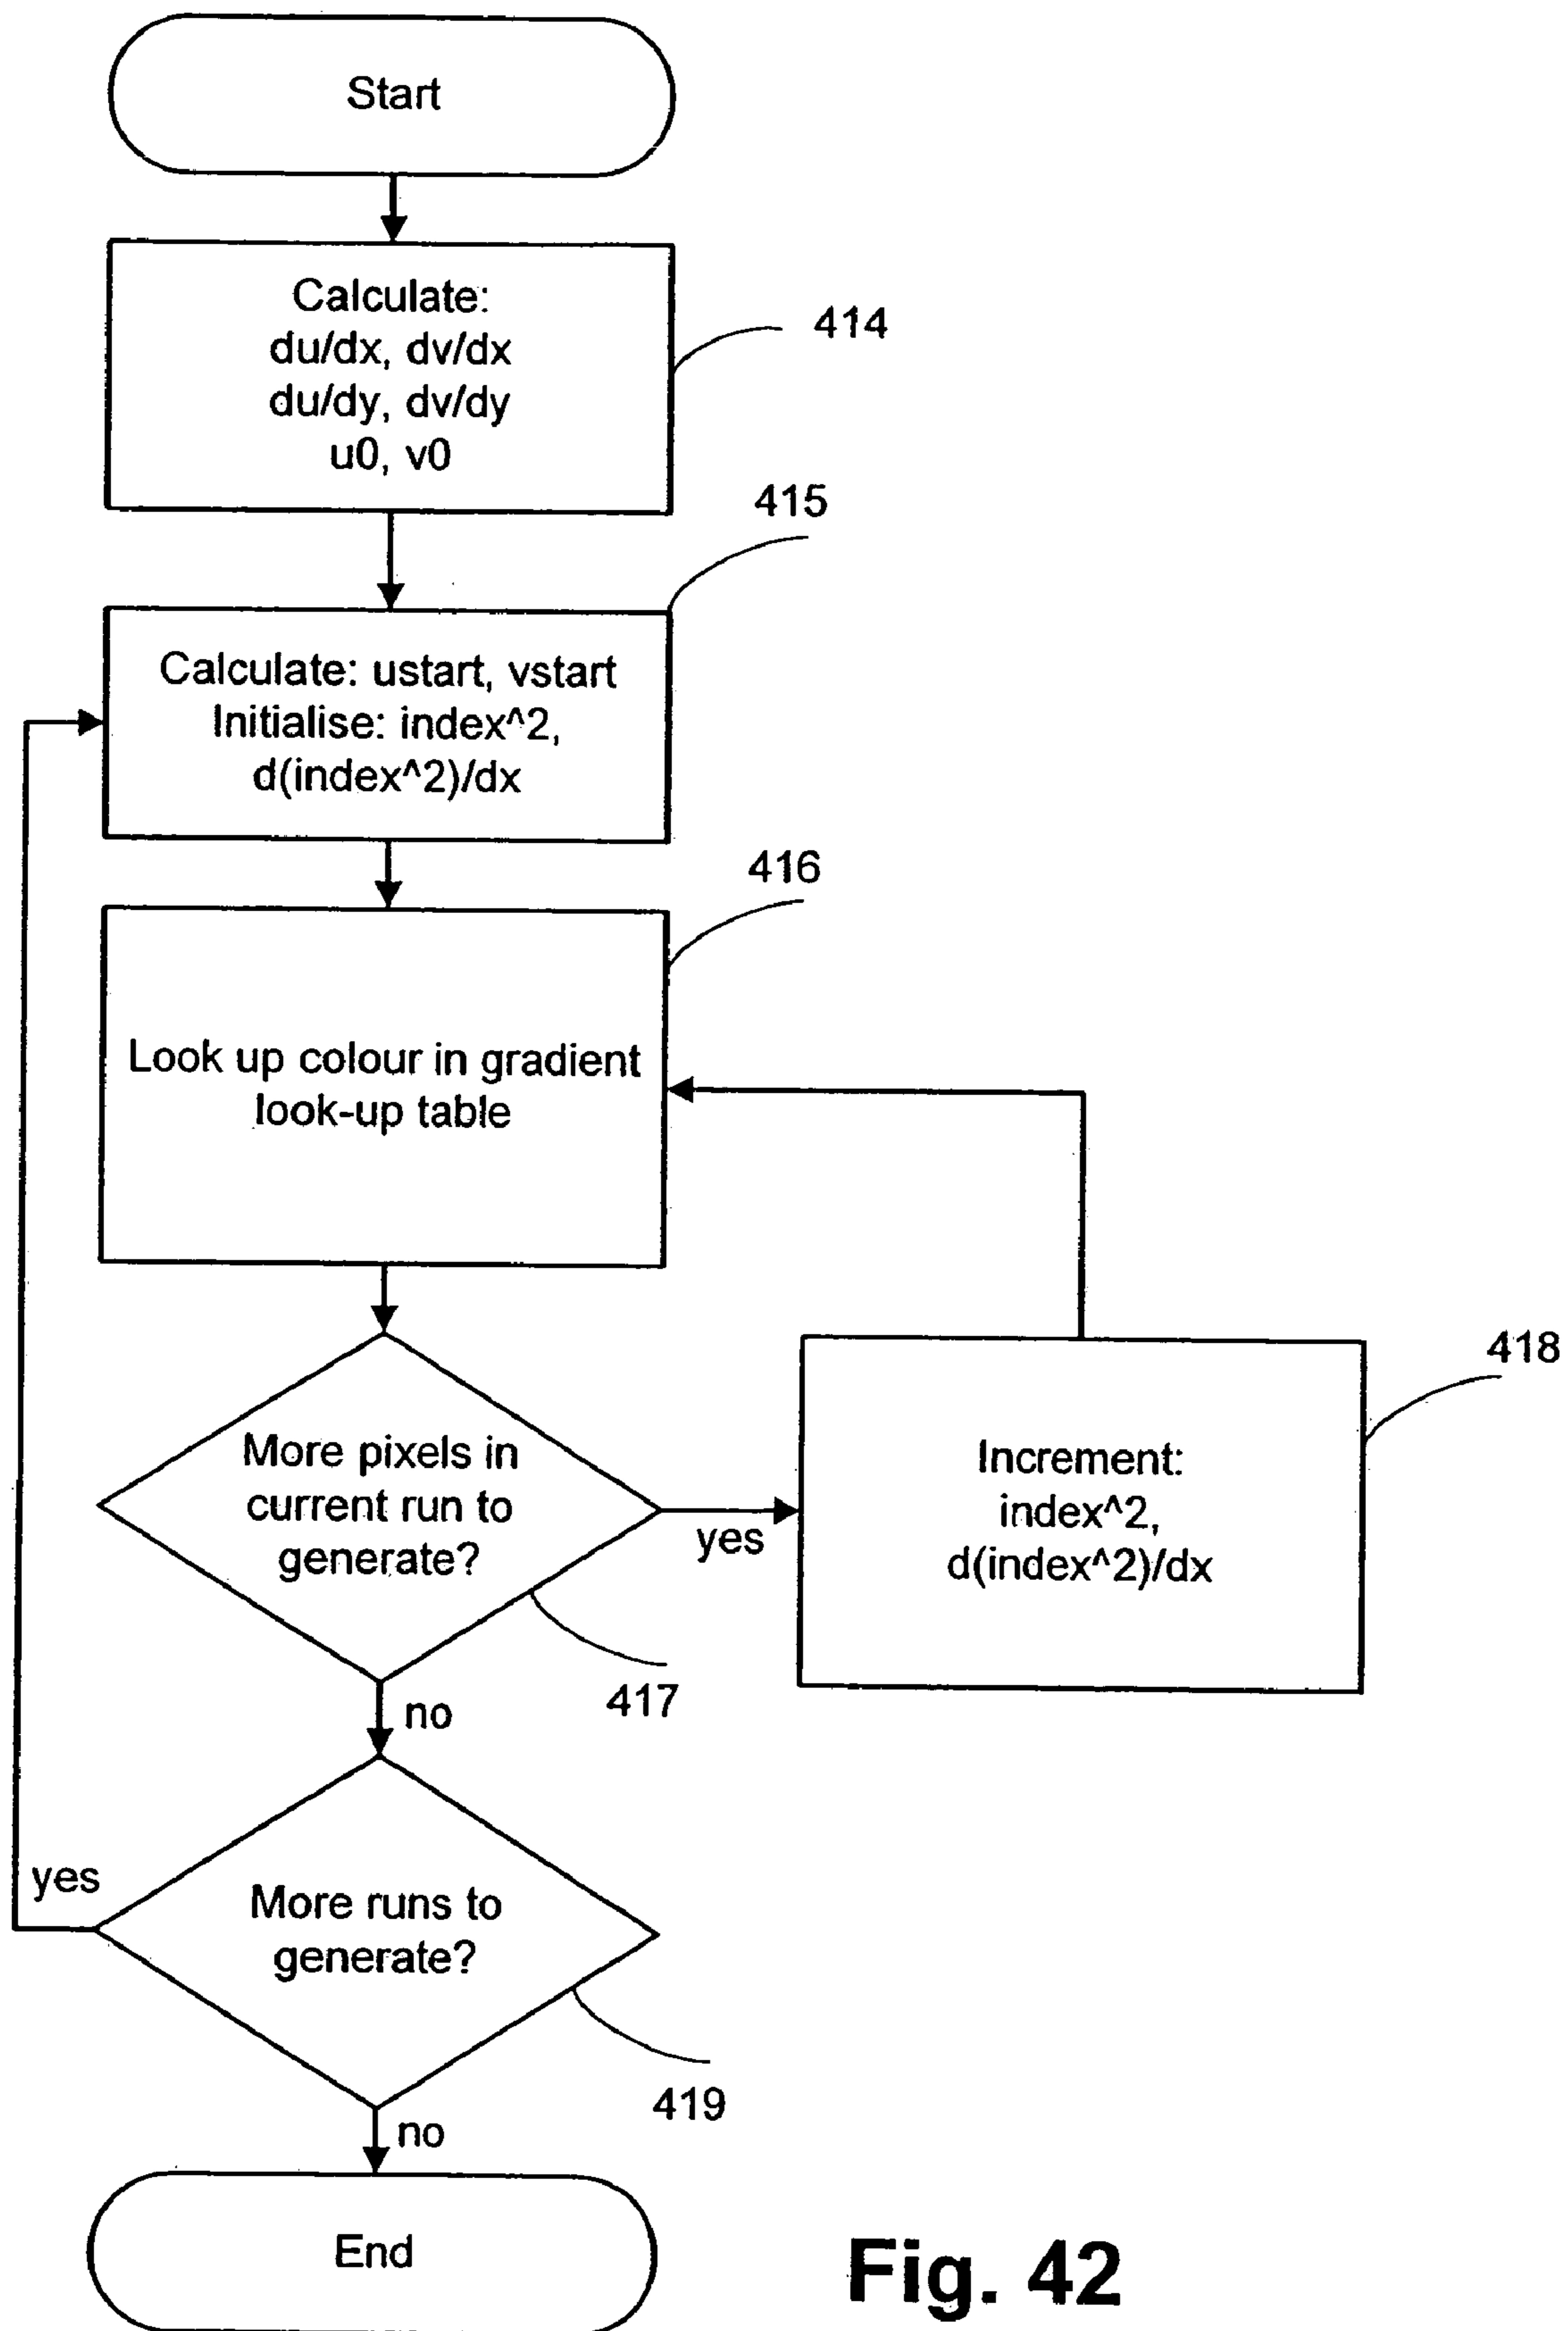 Start
Calculate:
du/dx, dv/dx
du/dy, dv/dy
u0, v0
414
415
Calculate: ustart, vstart
Initialise: index^2,
d(index^2)/dx
416
Look up colour in gradient
look-up table
More pixels in
current run to
generate?
yes
417
no
418
Increment:
index^2,
d(index^2)/dx
yes
More runs to
generate?
419
no
End
Fig. 42